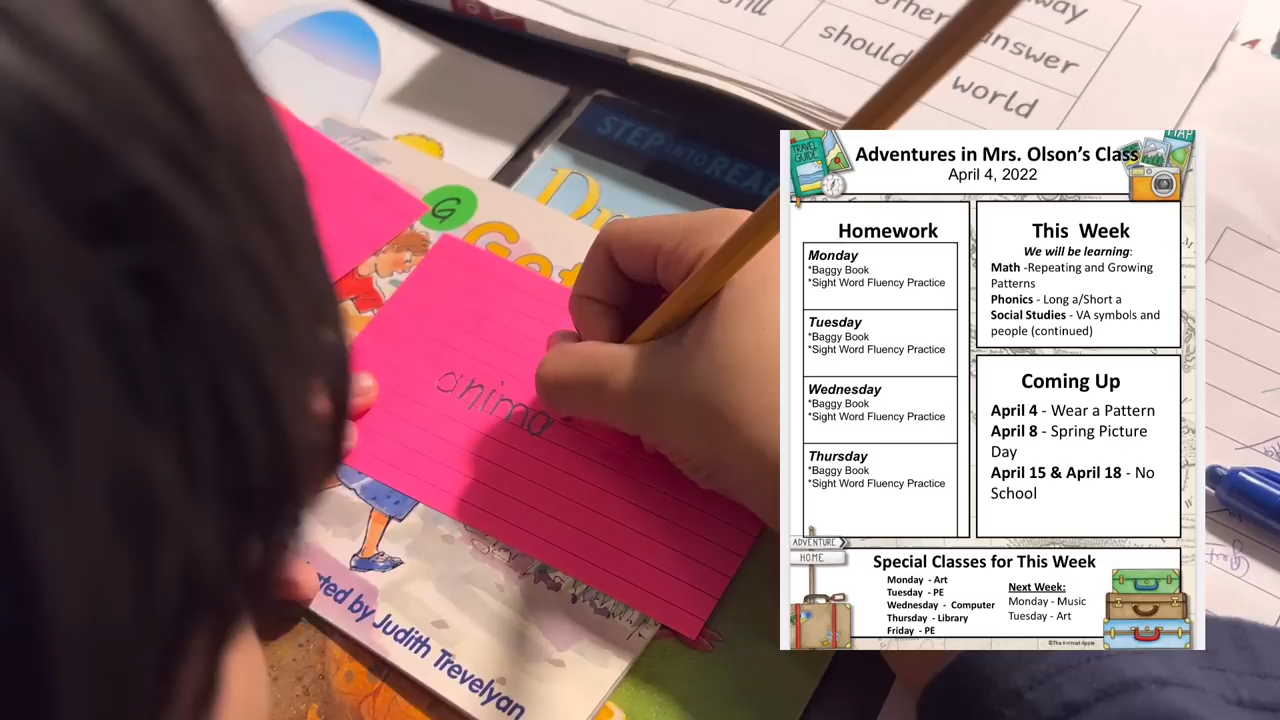 still
other
away
should
answer
world
STEP INTO READ
G
Get
anima
ted by Judith Trevelyan
TRAVEL
GUIDE
MAP
Adventures in Mrs. Olson's Class
April 4, 2022
Homework
Monday
*Baggy Book
*Sight Word Fluency Practice
Tuesday
*Baggy Book
*Sight Word Fluency Practice
Wednesday
*Baggy Book
*Sight Word Fluency Practice
Thursday
*Baggy Book
*Sight Word Fluency Practice
This Week
We will be learning:
Math -Repeating and Growing
Patterns
Phonics - Long a/Short a
Social Studies - VA symbols and
people (continued)
Coming Up
April 4 - Wear a Pattern
April 8 - Spring Picture
Day
April 15 & April 18 - No
School
ADVENTURE
HOME
Special Classes for This Week
Monday - Art
Tuesday - PE
Wednesday - Computer
Thursday - Library
Friday - PE
Next Week:
Monday - Music
Tuesday - Art